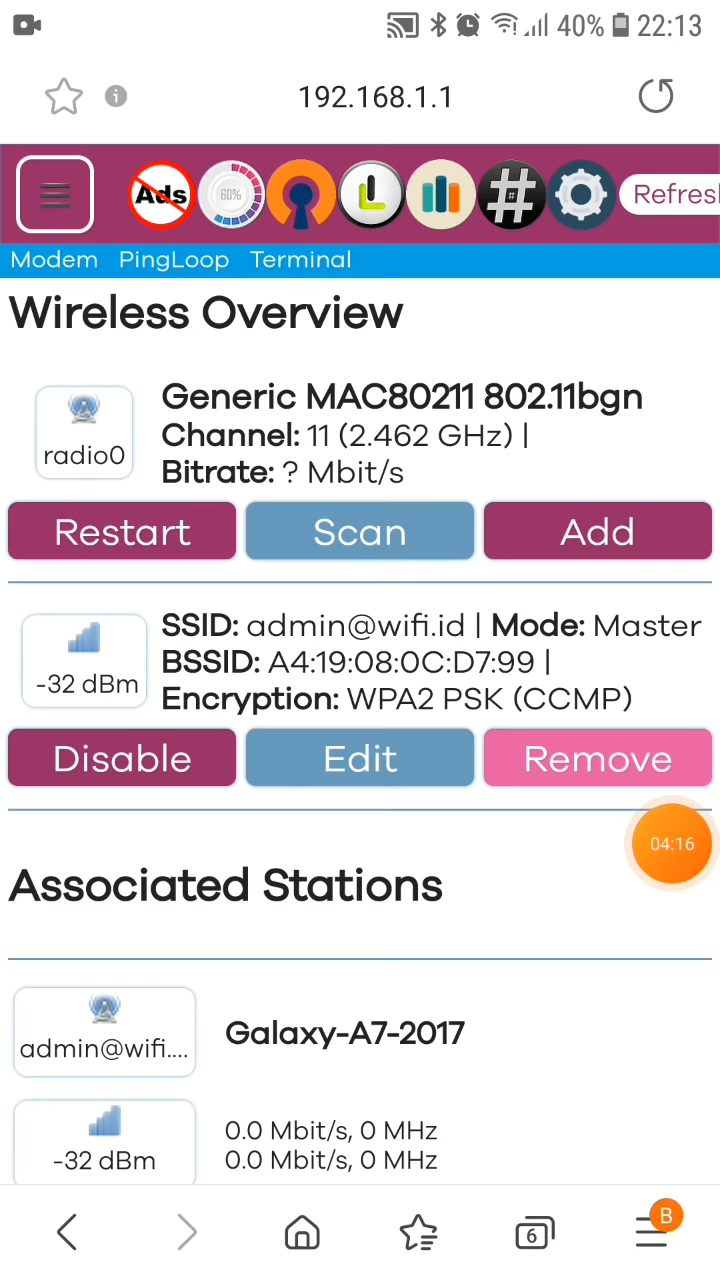 40% 22:13
192.168.1.1
Ads 60% # Refres
Modem PingLoop Terminal
Wireless Overview
Generic MAC80211 802.11bgn
radio0
Channel: 11 (2.462 GHz) |
Bitrate: ? Mbit/s
Restart Scan Add
SSID: admin@wifi.id | Mode: Master
-32 dBm
BSSID: A4:19:08:0C:D7:99 |
Encryption: WPA2 PSK (CCMP)
Disable Edit Remove
04:16
Associated Stations
admin@wifi....
Galaxy-A7-2017
-32 dBm
0.0 Mbit/s, 0 MHz
0.0 Mbit/s, 0 MHz
6
B